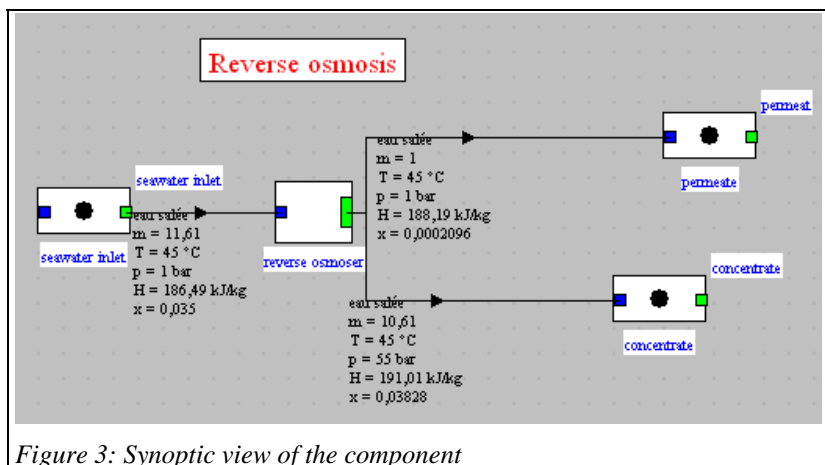 Reverse osmosis
seawater inlet
eau salée
m = 11,61
T = 45 °C
p = 1 bar
H = 186,49 kJ/kg
x = 0,035
seawater inlet
reverse osmoser
eau salée
m = 1
T = 45 °C
p = 1 bar
H = 188,19 kJ/kg
x = 0,0002096
permeat
permeate
eau salée
m = 10,61
T = 45 °C
p = 55 bar
H = 191,01 kJ/kg
x = 0,03828
concentrate
concentrate
Figure 3: Synoptic view of the component